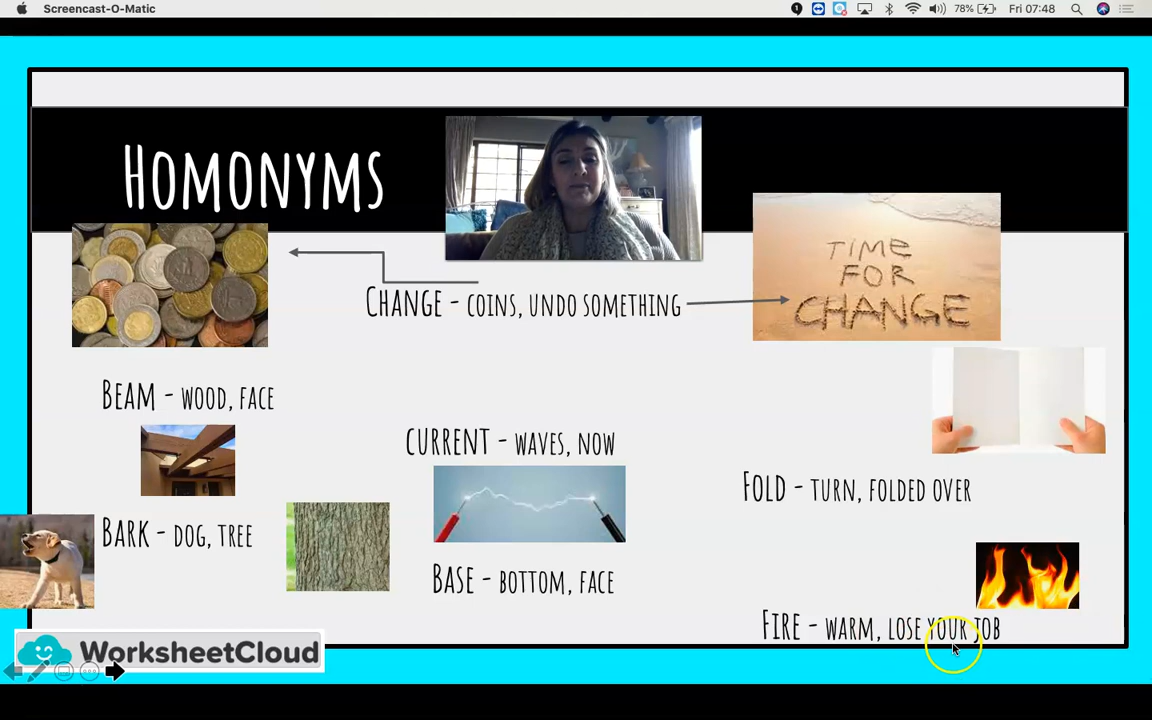 Screencast-O-Matic
78%
Fri 07:48
HOMONYMS
TIME
FOR
CHANGE
CHANGE - COINS, UNDO SOMETHING
BEAM - WOOD, FACE
CURRENT - WAVES, NOW
FOLD - TURN, FOLDED OVER
BARK - DOG, TREE
BASE - BOTTOM, FACE
FIRE - WARM, LOSE YOUR JOB
WorksheetCloud